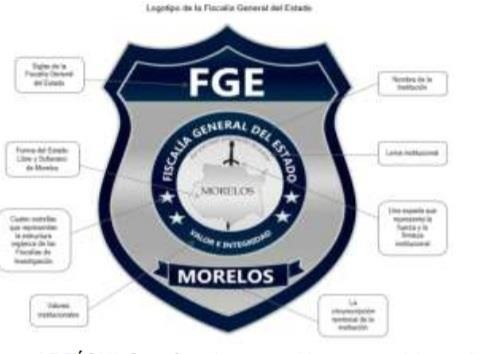 Logotipo de la Fiscalía General del Estado
FGE
Siglas de la
Fiscalía General
del Estado
Nombre de la
Institución
FISCALÍA GENERAL DEL ESTADO
Forma del Estado
Libre y Soberano
de Morelos
Lema institucional
MORELOS
Cuatro estrellas
que representan
la estructura
orgánica de las
Fiscalías de
Investigación.
Una espada que
representa la
fuerza y la
firmeza
institucional
VALOR E INTEGRIDAD
MORELOS
Valores
institucionales
La
circunscripción
territorial de la
institución